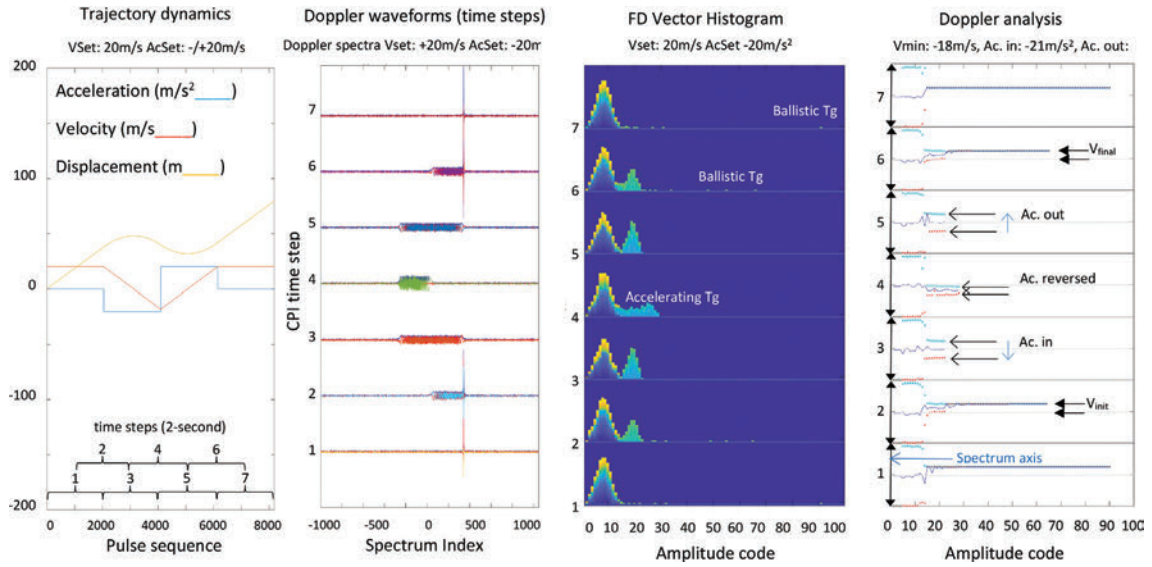 Trajectory dynamics
VSet: 20m/s AcSet: -/+20m/s
200
Acceleration (m/s²____)
Velocity (m/s____)
Displacement (m____)
100
0
-100
-200
time steps (2-second)
2 4 6
1 3 5 7
0 2000 4000 6000 8000
Pulse sequence
Doppler waveforms (time steps)
Doppler spectra Vset: +20m/s AcSet: -20m
CPI time step
7
6
5
4
3
2
1
-1000 -500 0 500 1000
Spectrum Index
FD Vector Histogram
Vset: 20m/s AcSet -20m/s²
Ballistic Tg
7
Ballistic Tg
6
5
Accelerating Tg
4
3
2
1
0 10 20 30 40 50 60 70 80 90 100
Amplitude code
Doppler analysis
Vmin: -18m/s, Ac. in: -21m/s², Ac. out:
7
6 Vfinal
5 Ac. out
4 Ac. reversed
3 Ac. in
2 Vinit
Spectrum axis
1
0 10 20 30 40 50 60 70 80 90 100
Amplitude code